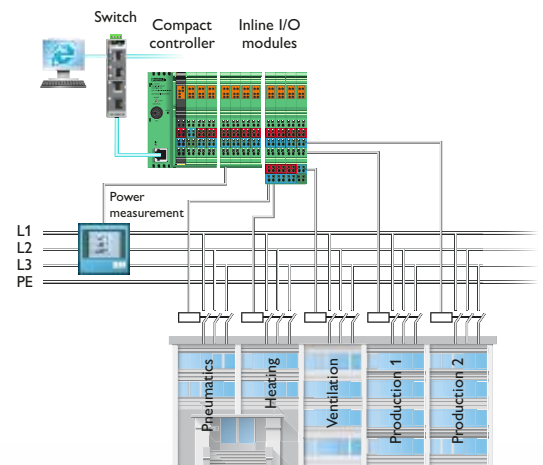 Switch
Compact
controller
Inline I/O
modules
Power
measurement
L1
L2
L3
PE
Pneumatics
Heating
Ventilation
Production 1
Production 2